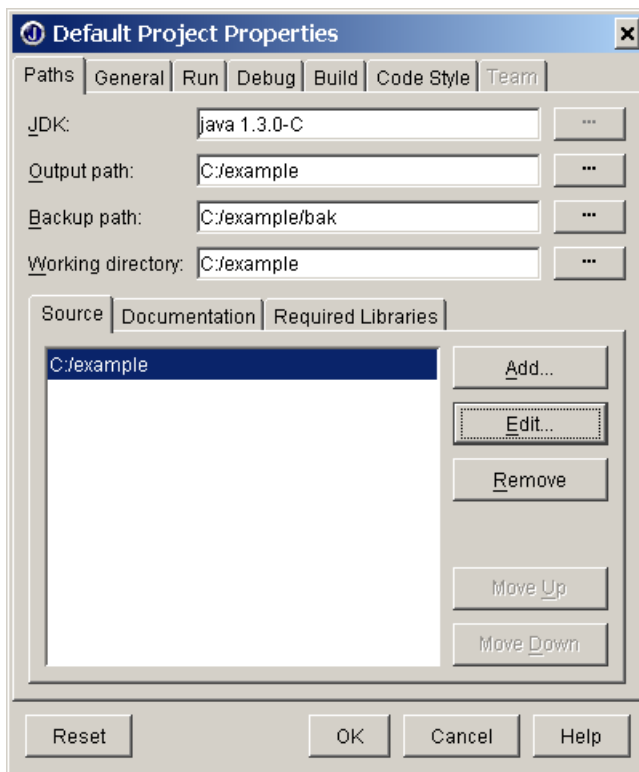 Default Project Properties
Paths General Run Debug Build Code Style Team
JDK: java 1.3.0-C ...
Output path: C:/example ...
Backup path: C:/example/bak ...
Working directory: C:/example ...
Source Documentation Required Libraries
C:/example
Add...
Edit...
Remove
Move Up
Move Down
Reset OK Cancel Help